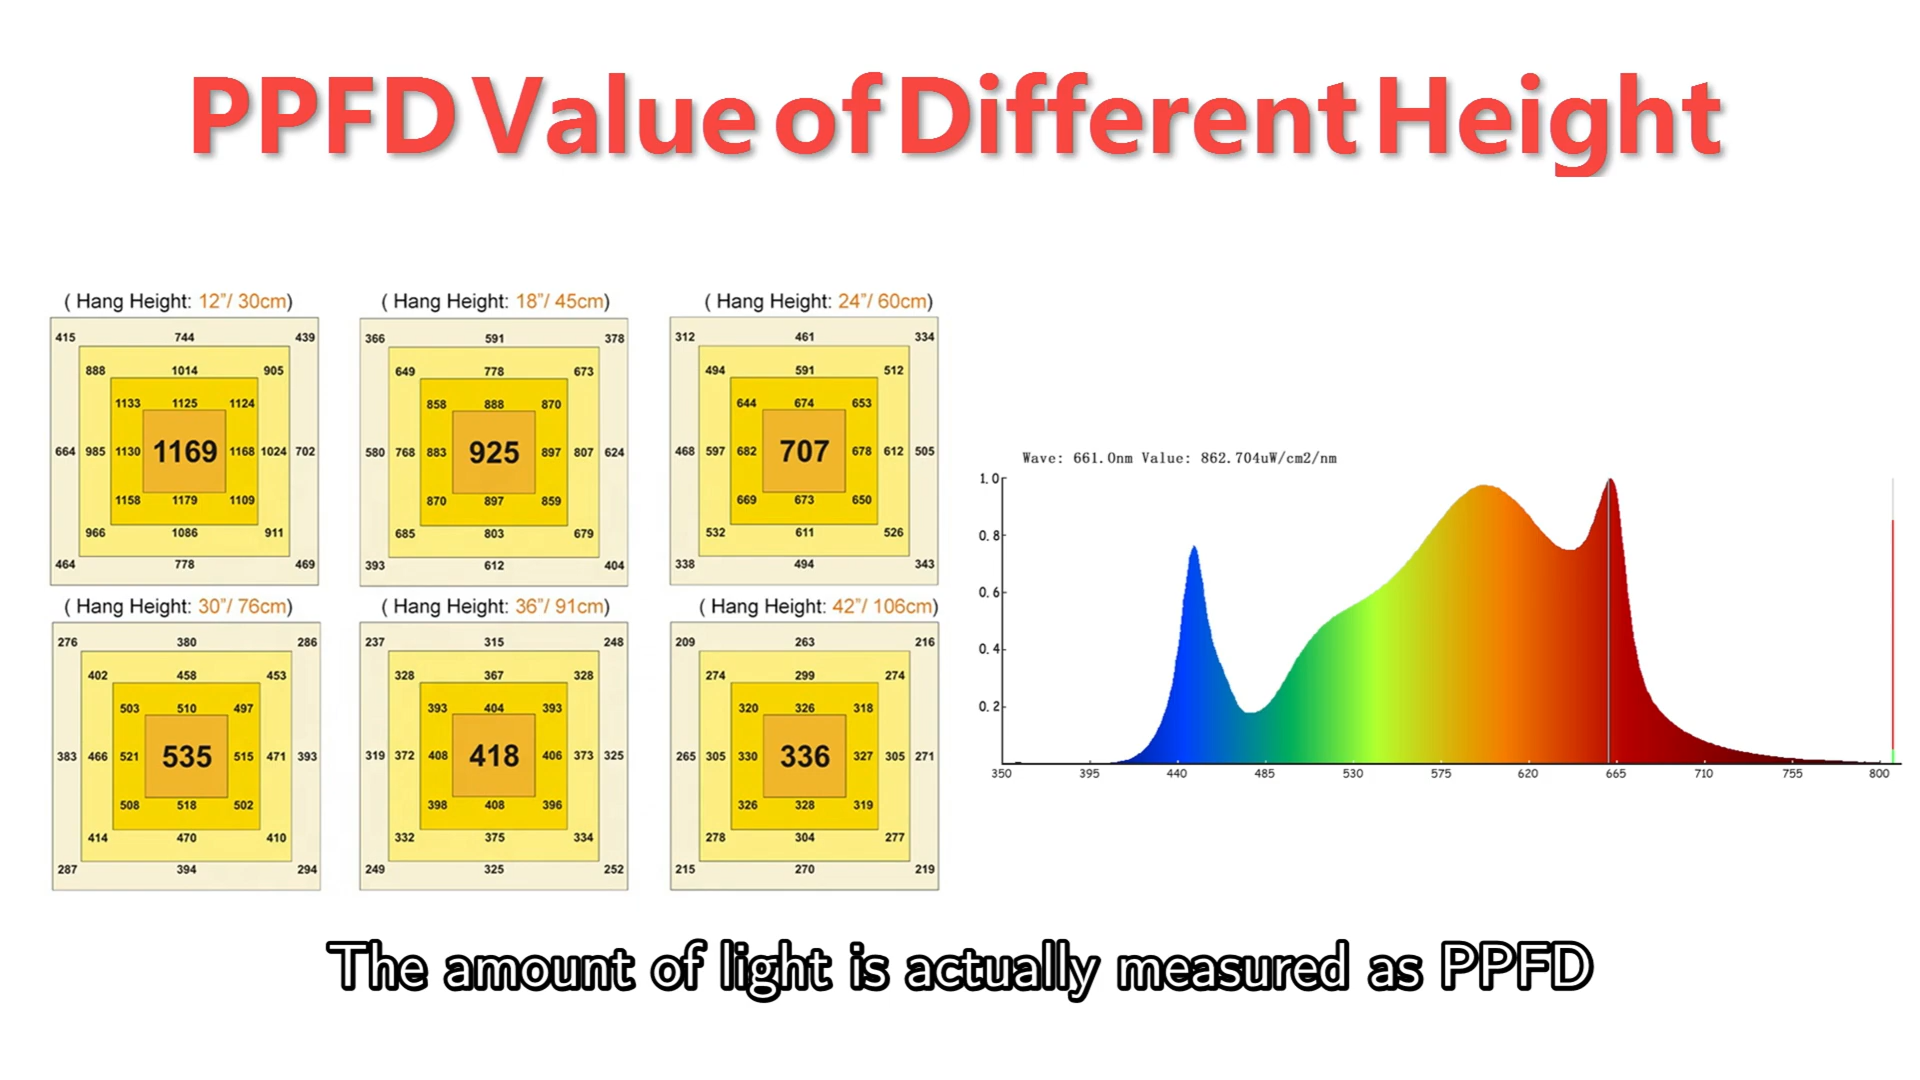 PPFD Value of Different Height
( Hang Height: 12”/ 30cm)
415 744 439
888 1014 905
1133 1125 1124
664 985 1130 1169 1168 1024 702
1158 1179 1109
966 1086 911
464 778 469
( Hang Height: 18”/ 45cm)
366 591 378
649 778 673
858 888 870
580 768 883 925 897 807 624
870 897 859
685 803 679
393 612 404
( Hang Height: 24”/ 60cm)
312 461 334
494 591 512
644 674 653
468 597 682 707 678 612 505
669 673 650
532 611 526
338 494 343
( Hang Height: 30”/ 76cm)
276 380 286
402 458 453
503 510 497
383 466 521 535 515 471 393
508 518 502
414 470 410
287 394 294
( Hang Height: 36”/ 91cm)
237 315 248
328 367 328
393 404 393
319 372 408 418 406 373 325
398 408 396
332 375 334
249 325 252
( Hang Height: 42”/ 106cm)
209 263 216
274 299 274
320 326 318
265 305 330 336 327 305 271
326 328 319
278 304 277
215 270 219
Wave: 661.0nm Value: 862.704uW/cm2/nm
1.0
0.8
0.6
0.4
0.2
350 395 440 485 530 575 620 665 710 755 800
The amount of light is actually measured as PPFD